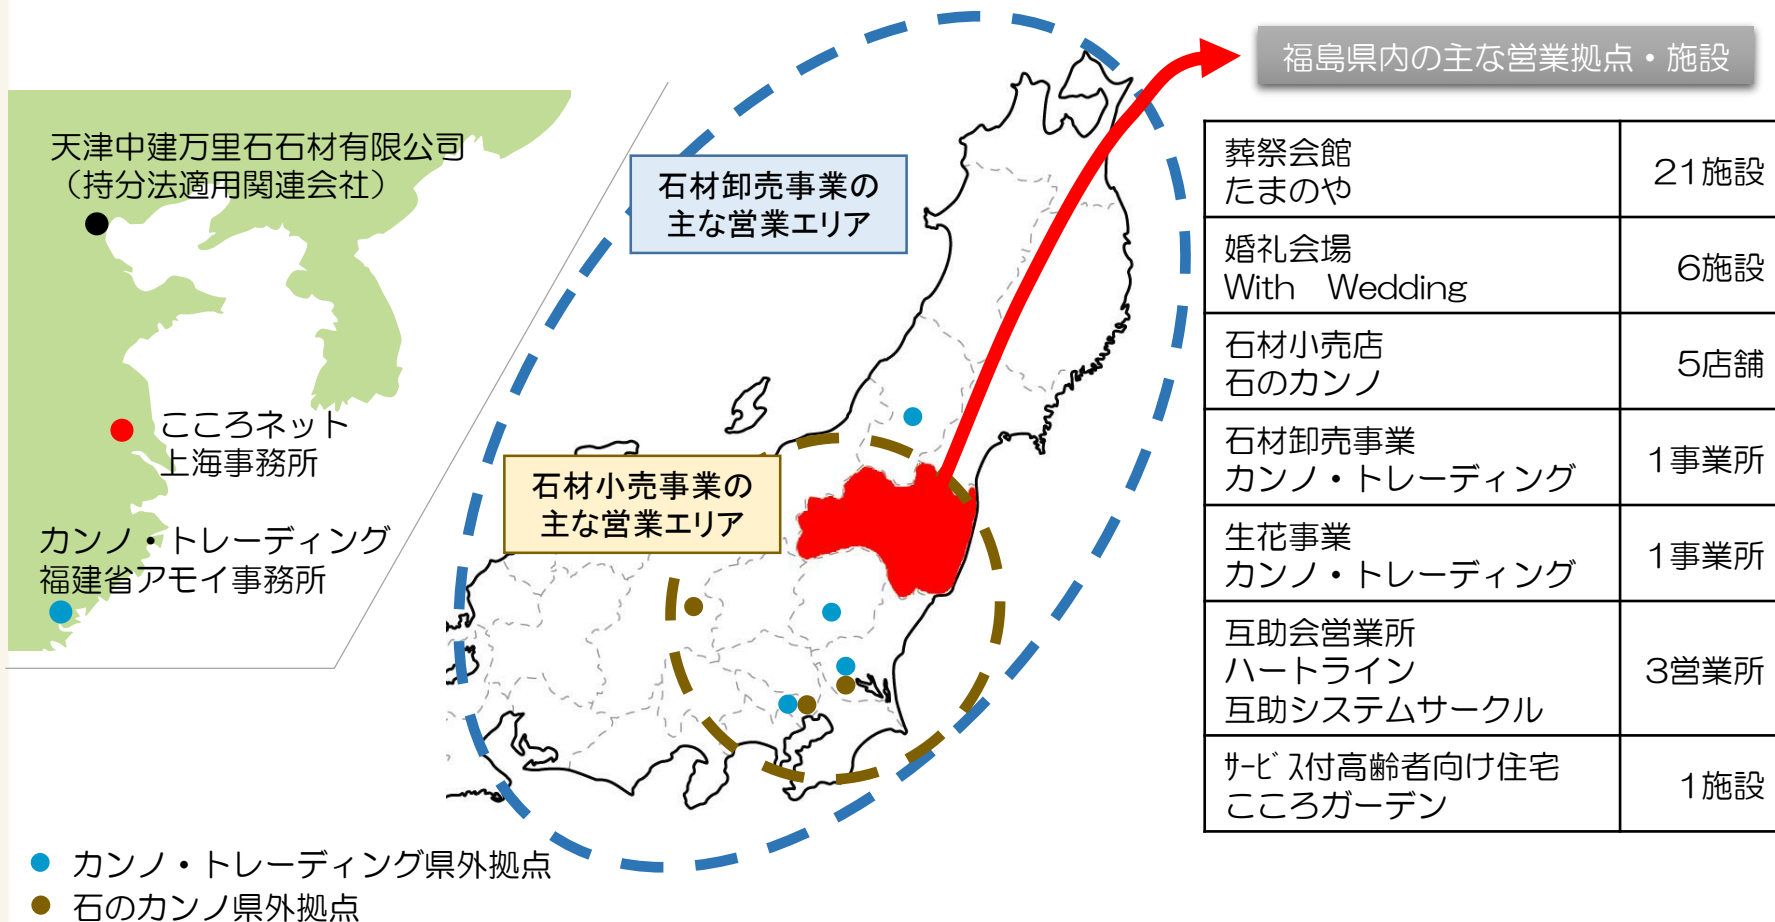 天津中建万里石石材有限公司
（持分法適用関連会社）
こころネット
上海事務所
カンノ・トレーディング
福建省アモイ事務所
石材卸売事業の
主な営業エリア
石材小売事業の
主な営業エリア
カンノ・トレーディング県外拠点
石のカンノ県外拠点
福島県内の主な営業拠点・施設
葬祭会館
たまのや
21施設
婚礼会場
With　Wedding
6施設
石材小売店
石のカンノ
5店舗
石材卸売事業
カンノ・トレーディング
1事業所
生花事業
カンノ・トレーディング
1事業所
互助会営業所
ハートライン
互助システムサークル
3営業所
ｻｰﾋﾞｽ付高齢者向け住宅
こころガーデン
1施設